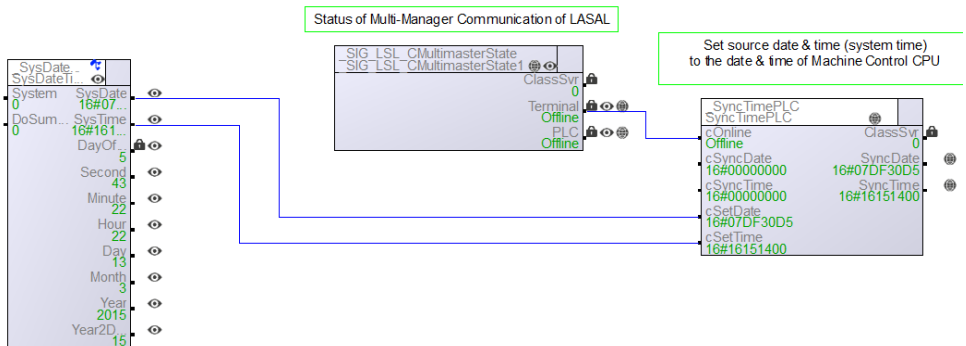 Status of Multi-Manager Communication of LASAL
Set source date & time (system time)
to the date & time of Machine Control CPU
_SysDate...
SysDateTi...
System SysDate
0 16#07...
DoSum... SysTime
0 16#161...
DayOf...
5
Second
43
Minute
22
Hour
22
Day
13
Month
3
Year
2015
Year2D...
15
_SIG_LSL_CMultimasterState
_SIG_LSL_CMultimasterState1
ClassSvr
0
Terminal
Offline
PLC
Offline
_SyncTimePLC
SyncTimePLC
cOnline ClassSvr
Offline 0
cSyncDate SyncDate
16#00000000 16#07DF30D5
cSyncTime SyncTime
16#00000000 16#16151400
cSetDate
16#07DF30D5
cSetTime
16#16151400